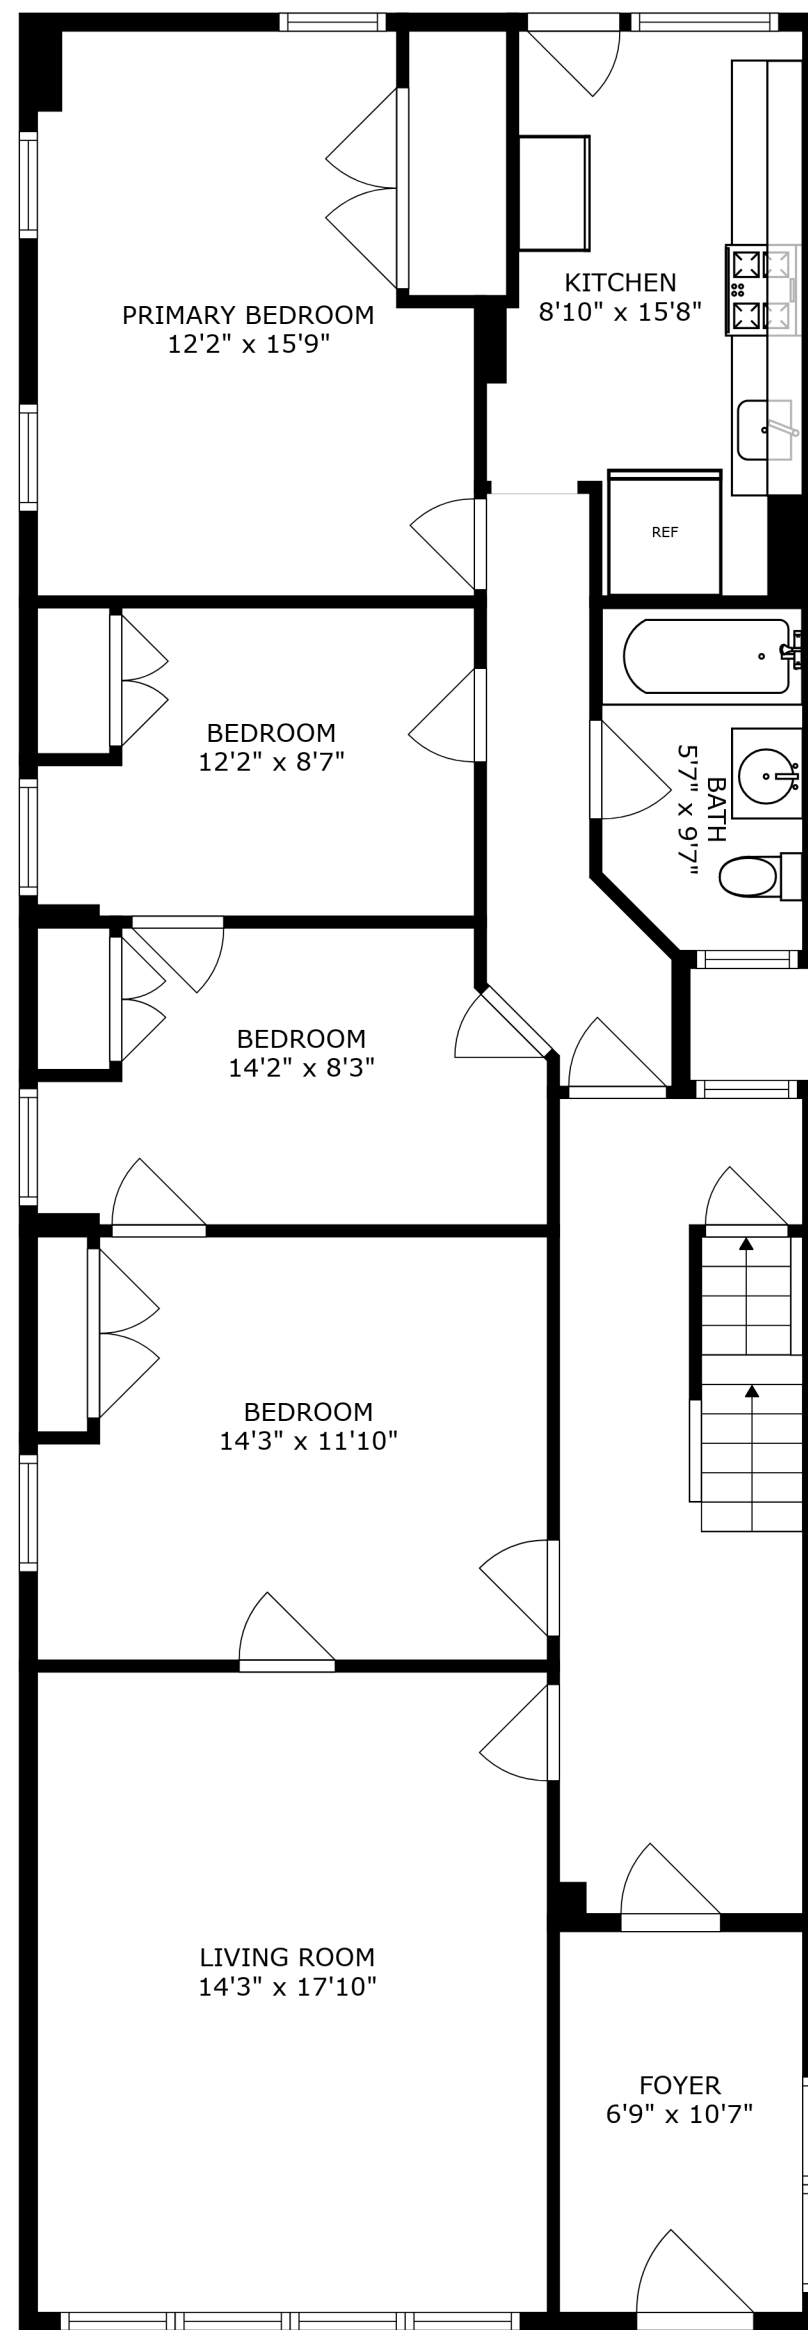 KITCHEN
8'10" x 15'8"
PRIMARY BEDROOM
12'2" x 15'9"
REF
BEDROOM
12'2" x 8'7"
BATH
5'7" x 9'7"
BEDROOM
14'2" x 8'3"
BEDROOM
14'3" x 11'10"
LIVING ROOM
14'3" x 17'10"
FOYER
6'9" x 10'7"